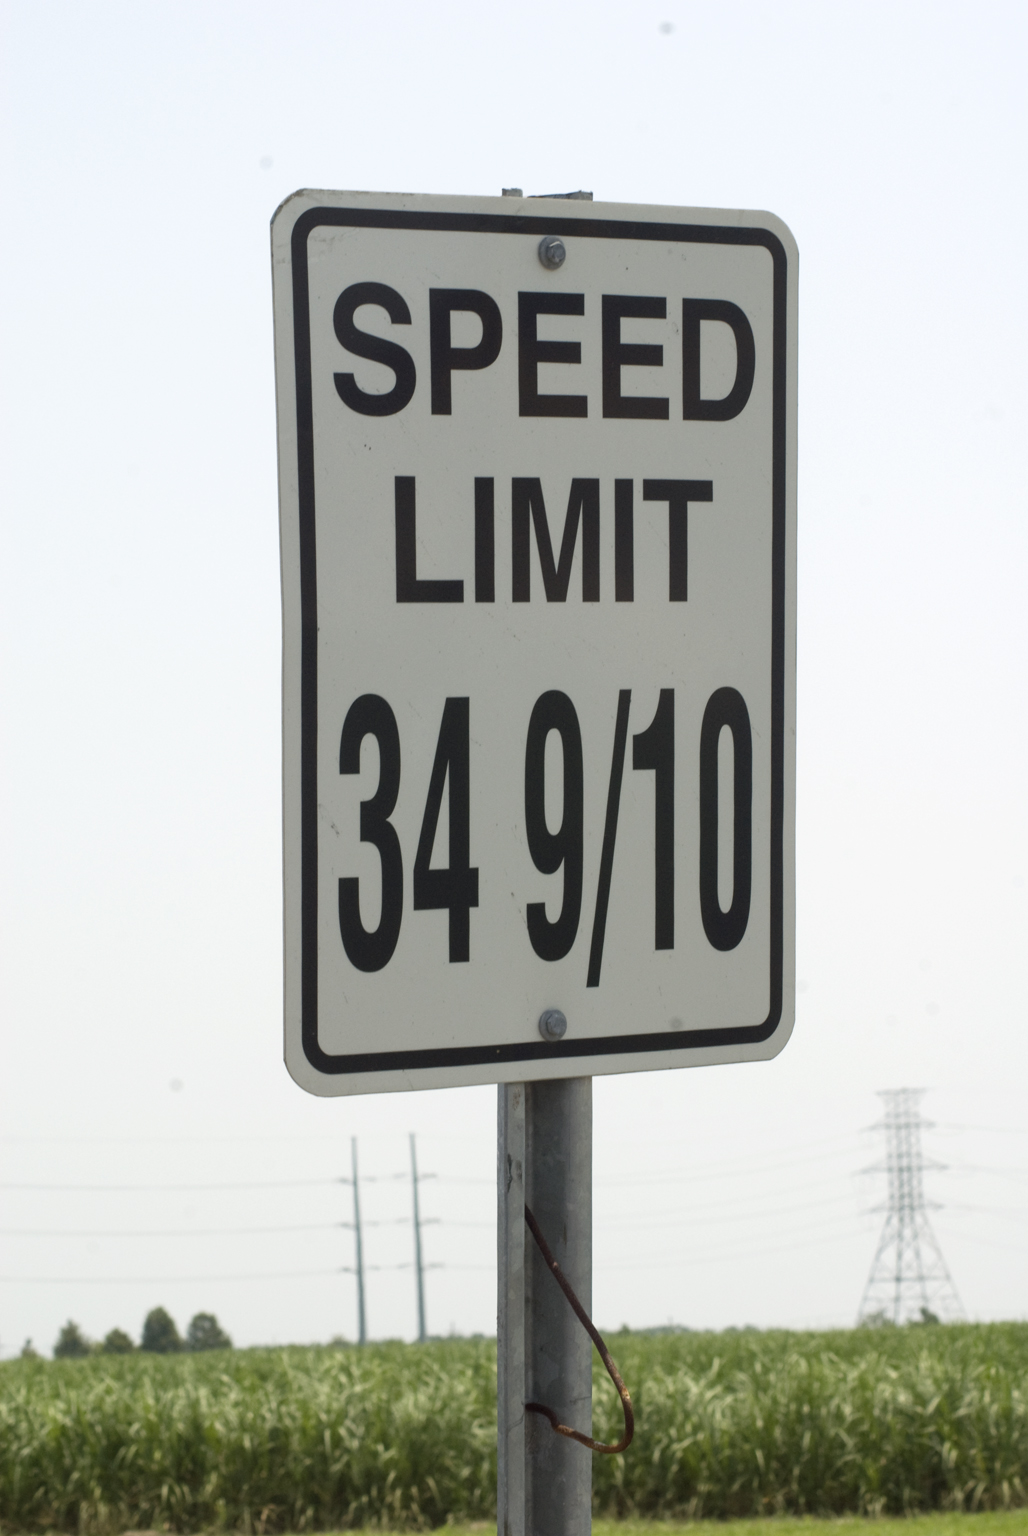 SPEED
LIMIT
34 9/10